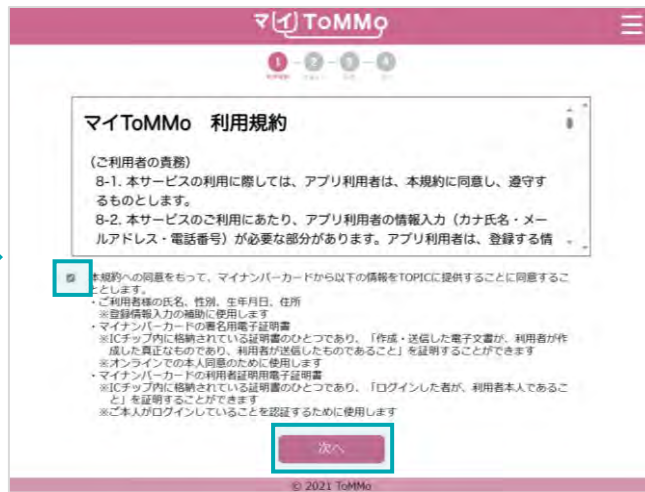 マイToMMo
1 - 2 - 3 - 4
マイToMMo 利用規約
（ご利用者の責務）
8-1. 本サービスの利用に際しては、アプリ利用者は、本規約に同意し、遵守す
るものとします。
8-2. 本サービスのご利用にあたり、アプリ利用者の情報入力（カナ氏名・メー
ルアドレス・電話番号）が必要な部分があります。アプリ利用者は、登録する情
本規約への同意をもって、マイナンバーカードから以下の情報をTOPICに提供することに同意するこ
ととします。
・ご利用者様の氏名、性別、生年月日、住所
※登録情報入力の補助に使用します
・マイナンバーカードの署名用電子証明書
※ICチップ内に格納されている証明書のひとつであり、「作成・送信した電子文書が、利用者が作
成した真正なものであり、利用者が送信したものであること」を証明することができます
※オンラインでの本人同意のために使用します
・マイナンバーカードの利用者証明用電子証明書
※ICチップ内に格納されている証明書のひとつであり、「ログインした者が、利用者本人であるこ
と」を証明することができます
※ご本人がログインしていることを認証するために使用します
次へ
© 2021 ToMMo